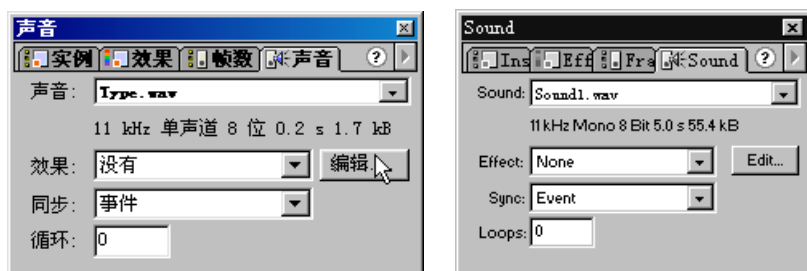 声音
实例 效果 帧数 声音 ?
声音: Type.wav
11 kHz 单声道 8 位 0.2 s 1.7 kB
效果: 没有 编辑...
同步: 事件
循环: 0
Sound
Ins Eff Fra Sound ?
Sound: Sound1.wav
11 kHz Mono 8 Bit 5.0 s 55.4 kB
Effect: None Edit...
Sync: Event
Loops: 0